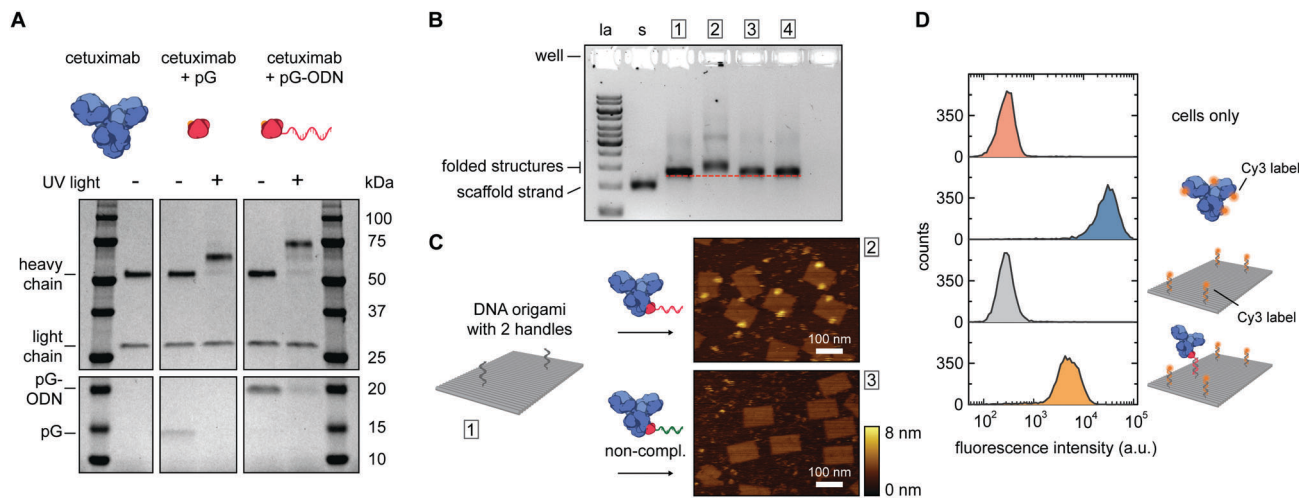 A
cetuximab
cetuximab
+ pG
cetuximab
+ pG-ODN
UV light
-
-
+
-
+
kDa
100
75
50
37
25
20
15
10
heavy
chain
light
chain
pG-
ODN
pG
B
la
s
1
2
3
4
well
folded structures
scaffold strand
C
DNA origami
with 2 handles
1
non-compl.
2
100 nm
3
100 nm
8 nm
0 nm
D
350
0
350
0
350
0
350
0
counts
10²
10³
10⁴
10⁵
fluorescence intensity (a.u.)
cells only
Cy3 label
Cy3 label